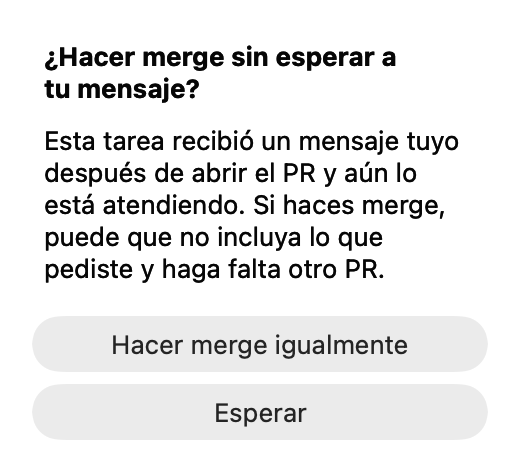 ¿Hacer merge sin esperar a
tu mensaje?
Esta tarea recibió un mensaje tuyo
después de abrir el PR y aún lo
está atendiendo. Si haces merge,
puede que no incluya lo que
pediste y haga falta otro PR.
Hacer merge igualmente
Esperar